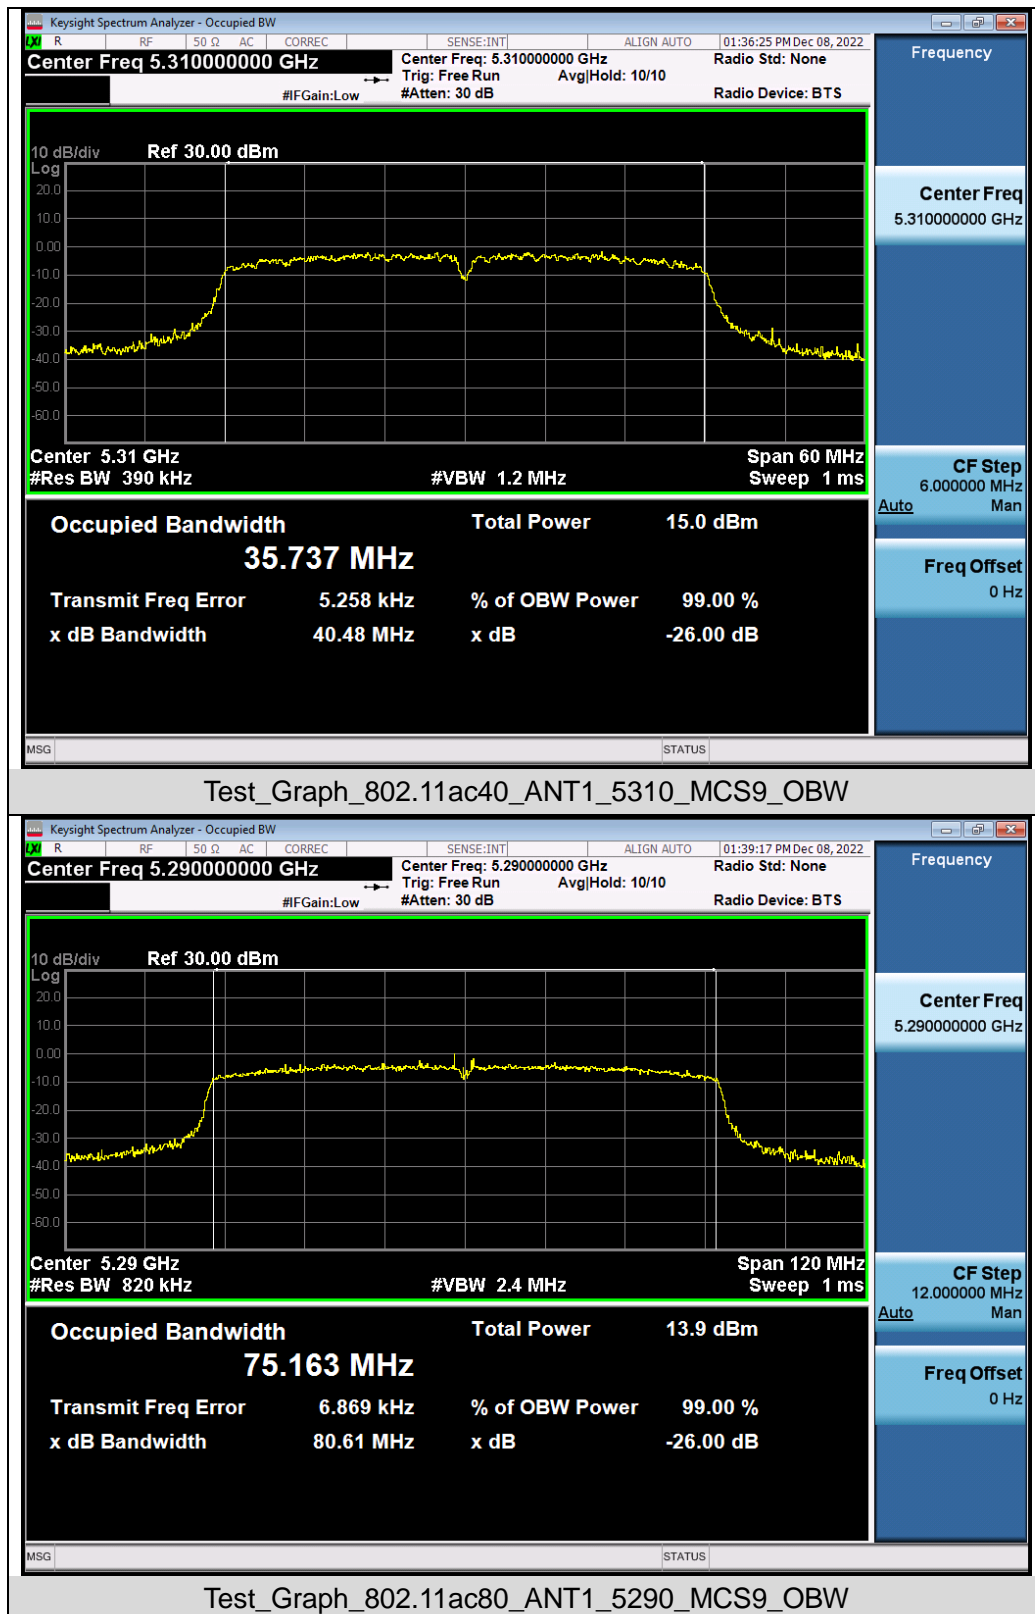 Keysight Spectrum Analyzer - Occupied BW
LXI R RF 50 Ω AC CORREC SENSE:INT ALIGN AUTO 01:36:25 PM Dec 08, 2022
Center Freq 5.310000000 GHz
Center Freq: 5.310000000 GHz
Radio Std: None
Trig: Free Run Avg|Hold: 10/10
#IFGain:Low
#Atten: 30 dB
Radio Device: BTS
Frequency
10 dB/div Ref 30.00 dBm
Log
20.0
10.0
0.00
-10.0
-20.0
-30.0
-40.0
-50.0
-60.0
Center 5.31 GHz Span 60 MHz
#Res BW 390 kHz #VBW 1.2 MHz Sweep 1 ms
Center Freq
5.310000000 GHz
CF Step
6.000000 MHz
Auto Man
Freq Offset
0 Hz
Occupied Bandwidth Total Power 15.0 dBm
35.737 MHz
Transmit Freq Error 5.258 kHz % of OBW Power 99.00 %
x dB Bandwidth 40.48 MHz x dB -26.00 dB
MSG STATUS
Test_Graph_802.11ac40_ANT1_5310_MCS9_OBW
Keysight Spectrum Analyzer - Occupied BW
LXI R RF 50 Ω AC CORREC SENSE:INT ALIGN AUTO 01:39:17 PM Dec 08, 2022
Center Freq 5.290000000 GHz
Center Freq: 5.290000000 GHz
Radio Std: None
Trig: Free Run Avg|Hold: 10/10
#IFGain:Low
#Atten: 30 dB
Radio Device: BTS
Frequency
10 dB/div Ref 30.00 dBm
Log
20.0
10.0
0.00
-10.0
-20.0
-30.0
-40.0
-50.0
-60.0
Center 5.29 GHz Span 120 MHz
#Res BW 820 kHz #VBW 2.4 MHz Sweep 1 ms
Center Freq
5.290000000 GHz
CF Step
12.000000 MHz
Auto Man
Freq Offset
0 Hz
Occupied Bandwidth Total Power 13.9 dBm
75.163 MHz
Transmit Freq Error 6.869 kHz % of OBW Power 99.00 %
x dB Bandwidth 80.61 MHz x dB -26.00 dB
MSG STATUS
Test_Graph_802.11ac80_ANT1_5290_MCS9_OBW